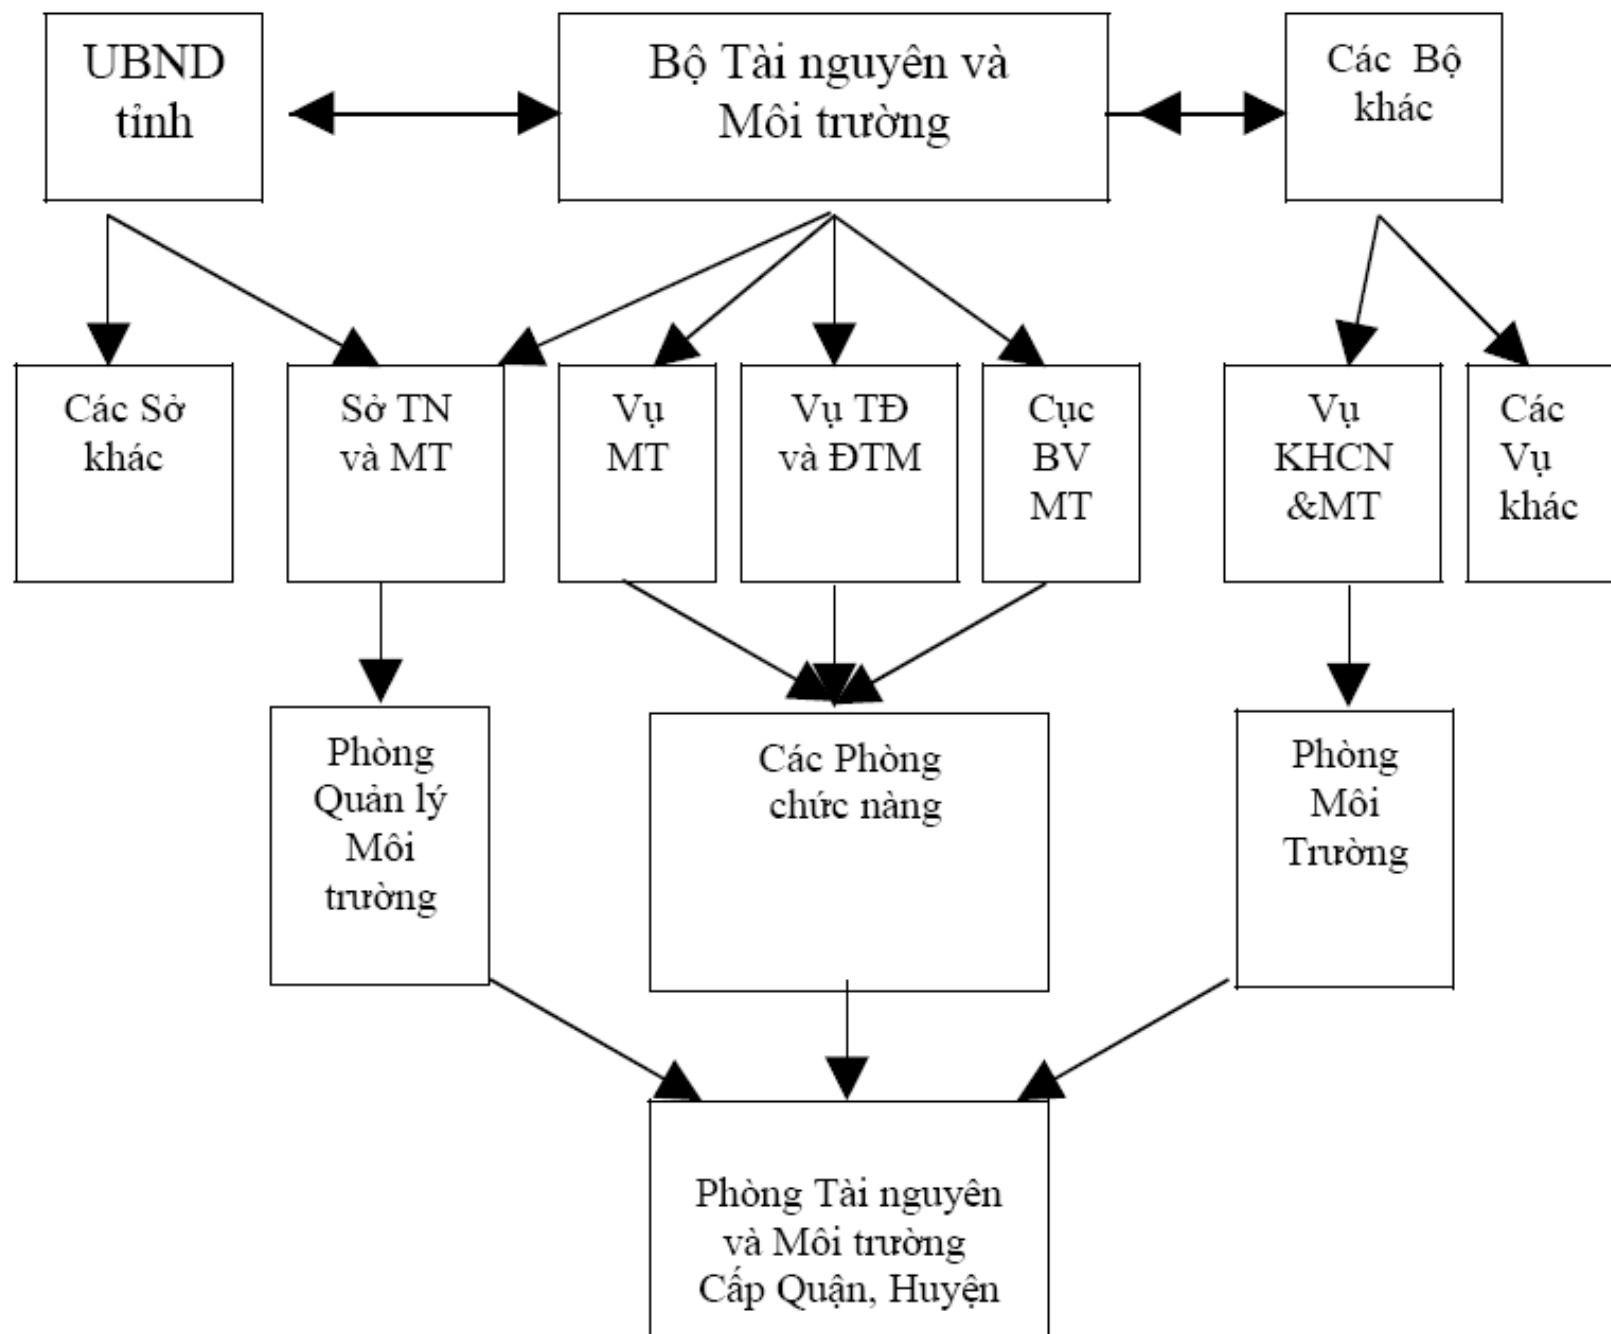 UBND
tỉnh
Bộ Tài nguyên và
Môi trường
Các Bộ
khác
Các Sở
khác
Sở TN
và MT
Vụ
MT
Vụ TĐ
và ĐTM
Cục
BV
MT
Vụ
KHCN
&MT
Các
Vụ
khác
Phòng
Quản lý
Môi
trường
Các Phòng
chức nàng
Phòng
Môi
Trường
Phòng Tài nguyên
và Môi trường
Cấp Quận, Huyện